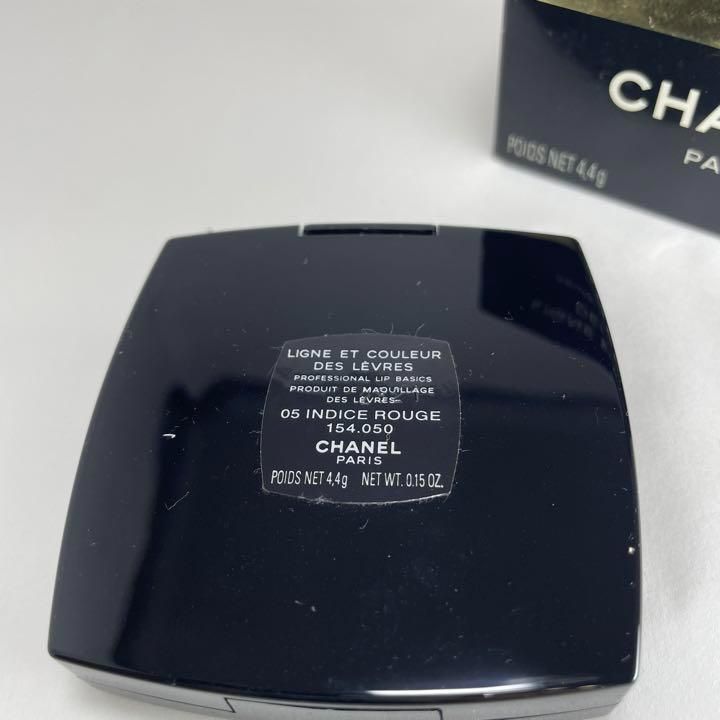 CHA
PA
POIDS NET 4,4g
LIGNE ET COULEUR
DES LÈVRES
PROFESSIONAL LIP BASICS
PRODUIT DE MAQUILLAGE
DES LÈVRES
05 INDICE ROUGE
154.050
CHANEL
PARIS
POIDS NET 4,4g NET WT. 0.15 OZ.